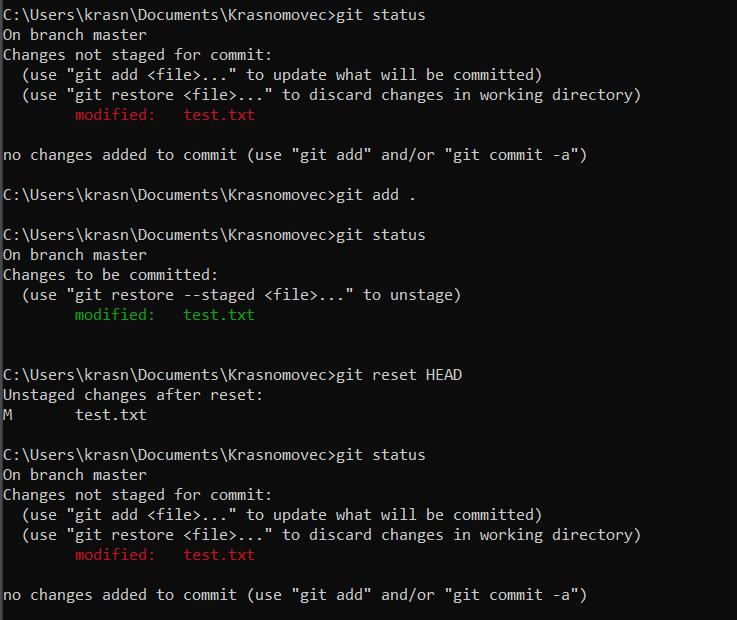 C:\Users\krasn\Documents\Krasnomovec>git status
On branch master
Changes not staged for commit:
  (use "git add <file>..." to update what will be committed)
  (use "git restore <file>..." to discard changes in working directory)
        modified:   test.txt

no changes added to commit (use "git add" and/or "git commit -a")

C:\Users\krasn\Documents\Krasnomovec>git add .

C:\Users\krasn\Documents\Krasnomovec>git status
On branch master
Changes to be committed:
  (use "git restore --staged <file>..." to unstage)
        modified:   test.txt


C:\Users\krasn\Documents\Krasnomovec>git reset HEAD
Unstaged changes after reset:
M       test.txt

C:\Users\krasn\Documents\Krasnomovec>git status
On branch master
Changes not staged for commit:
  (use "git add <file>..." to update what will be committed)
  (use "git restore <file>..." to discard changes in working directory)
        modified:   test.txt

no changes added to commit (use "git add" and/or "git commit -a")